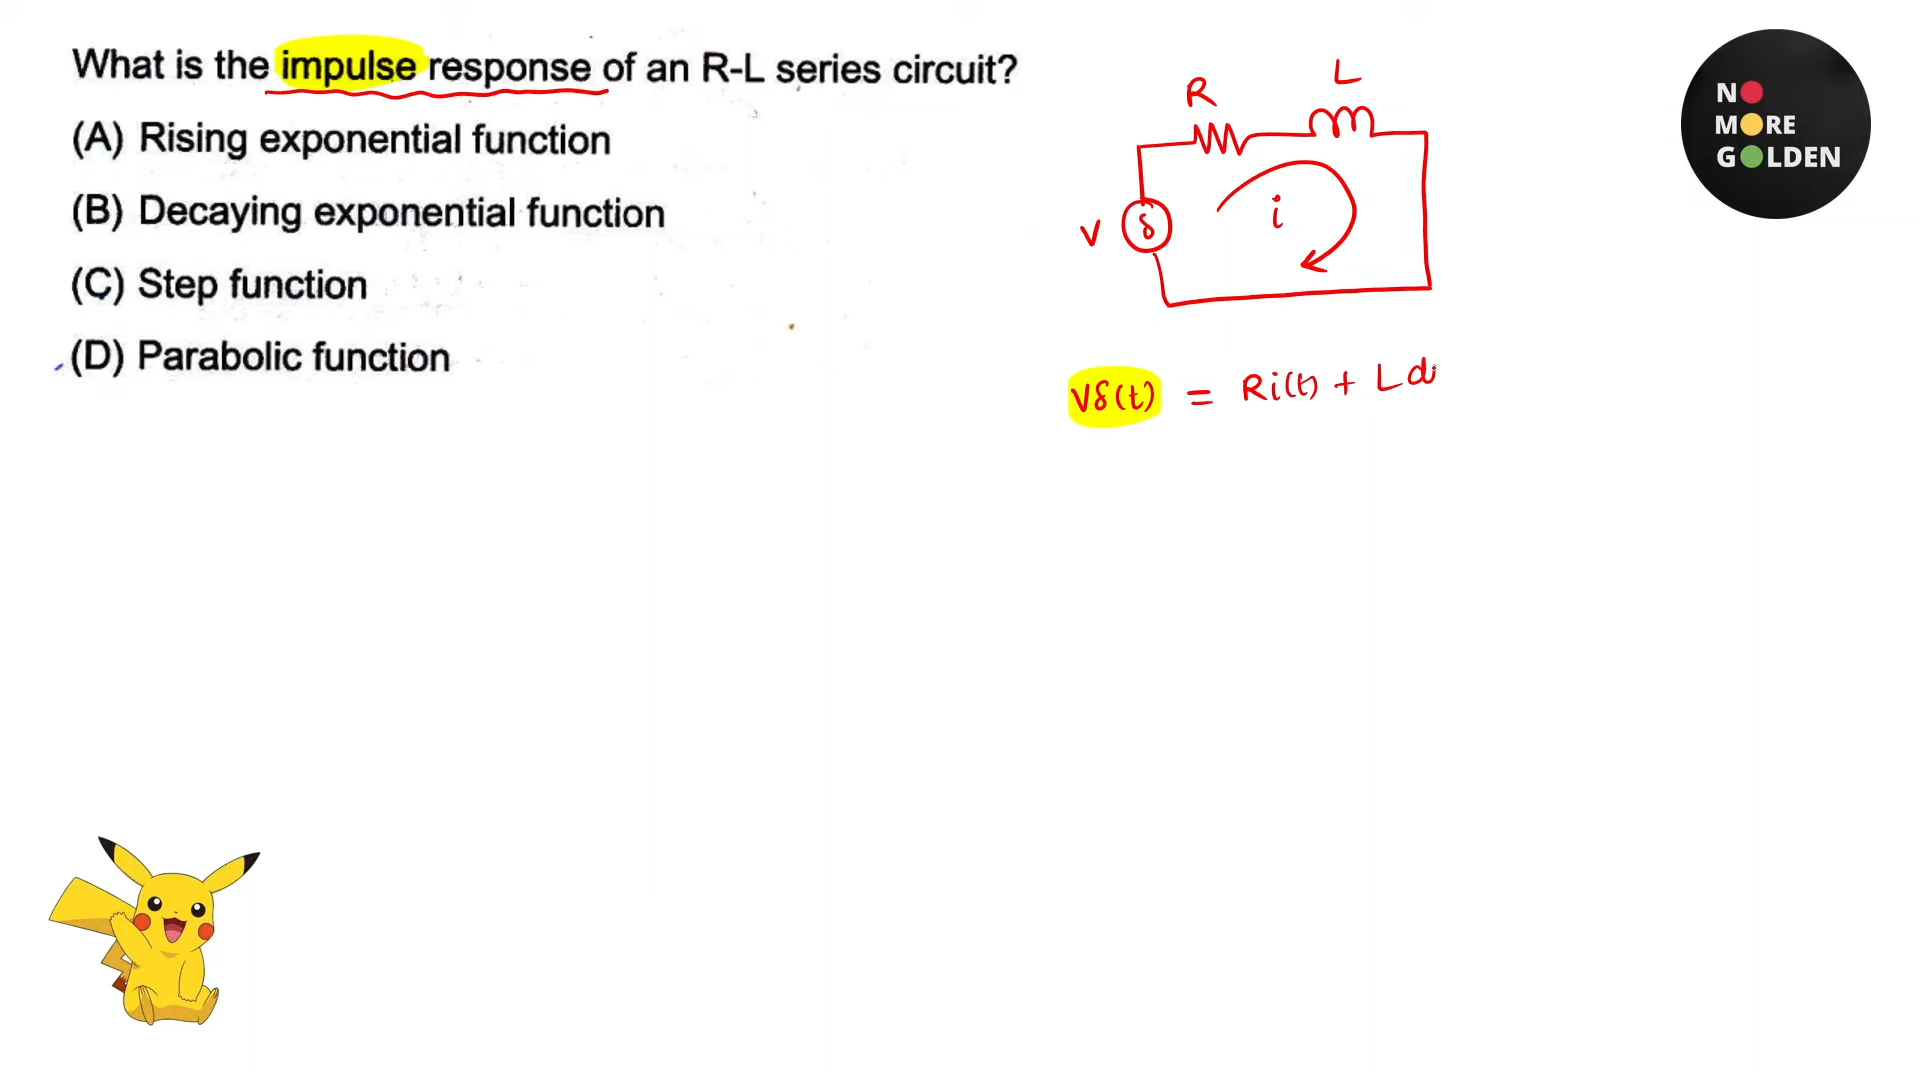 What is the impulse response of an R-L series circuit?
(A) Rising exponential function
(B) Decaying exponential function
(C) Step function
(D) Parabolic function
R
L
V
δ
i
Vδ(t) = Ri(t) + L di
NO
MORE
GOLDEN